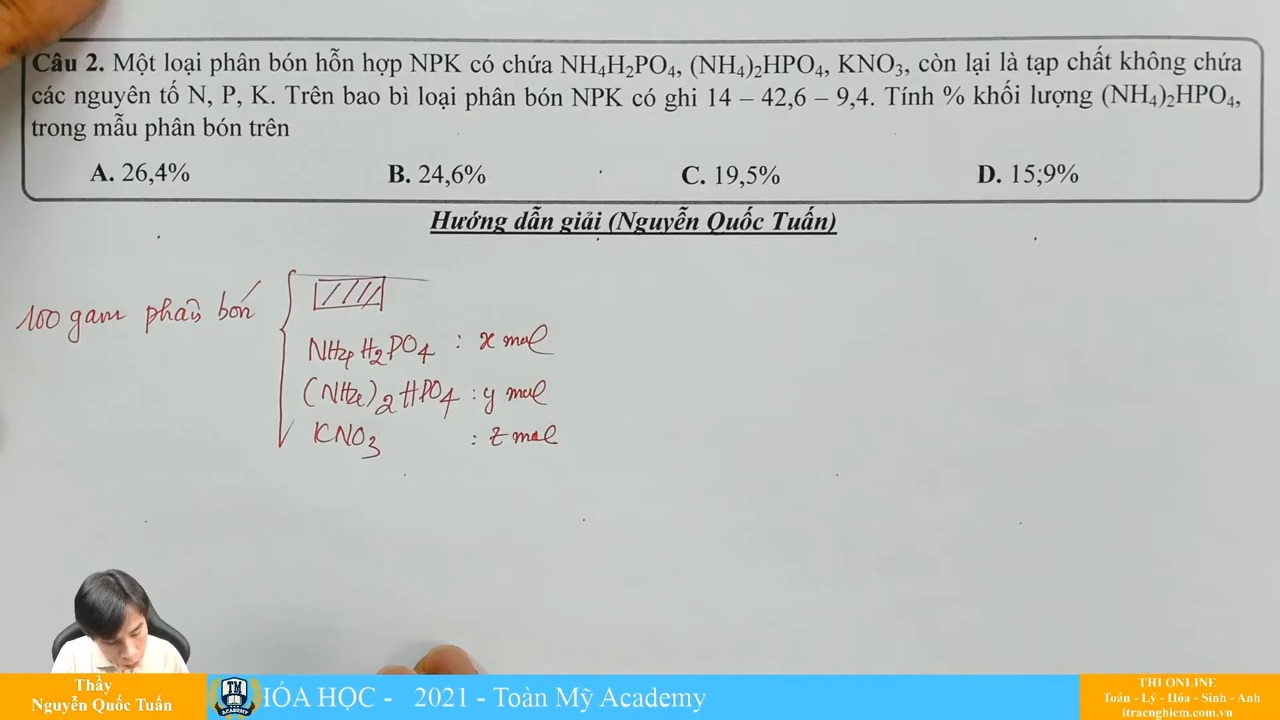 Câu 2. Một loại phân bón hỗn hợp NPK có chứa NH₄H₂PO₄, (NH₄)₂HPO₄, KNO₃, còn lại là tạp chất không chứa
các nguyên tố N, P, K. Trên bao bì loại phân bón NPK có ghi 14 – 42,6 – 9,4. Tính % khối lượng (NH₄)₂HPO₄,
trong mẫu phân bón trên
A. 26,4% B. 24,6% C. 19,5% D. 15;9%
Hướng dẫn giải (Nguyễn Quốc Tuấn)
100 gam phân bón
NH₄H₂PO₄ : x mol
(NH₄)₂HPO₄ : y mol
KNO₃ : z mol
Thầy
Nguyễn Quốc Tuấn
TM
ACADEMY
HÓA HỌC - 2021 - Toàn Mỹ Academy
THI ONLINE
Toán - Lý - Hóa - Sinh - Anh
itracnghiem.com.vn